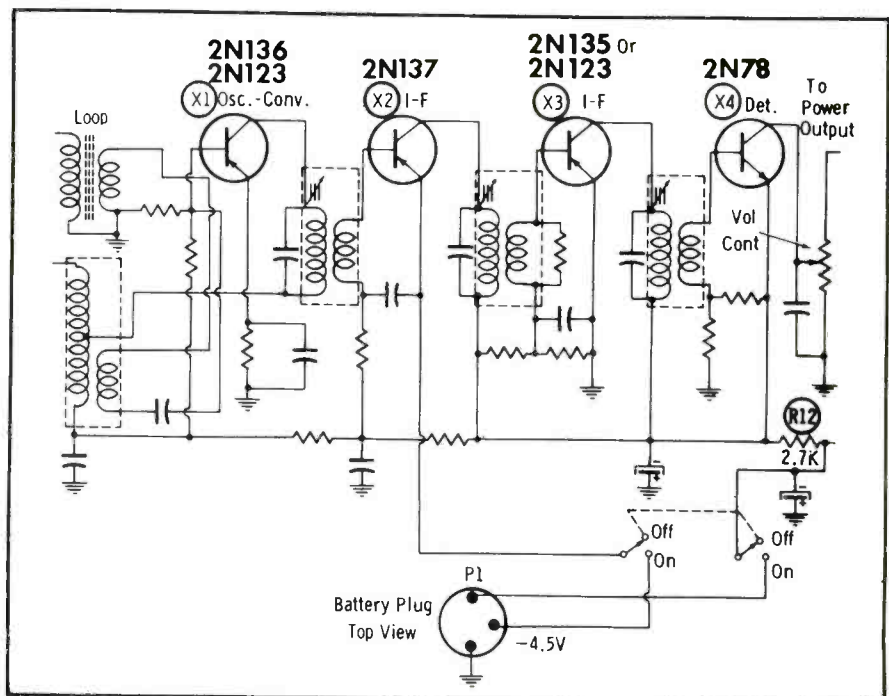 2N136
2N123
X1 Osc.-Conv.
2N137
X2 I-F
2N135 Or
2N123
X3 I-F
2N78
X4 Det.
To
Power
Output
Loop
Vol
Cont
R12
2.7K
Off
On
Off
On
P1
Battery Plug
Top View
-4.5V